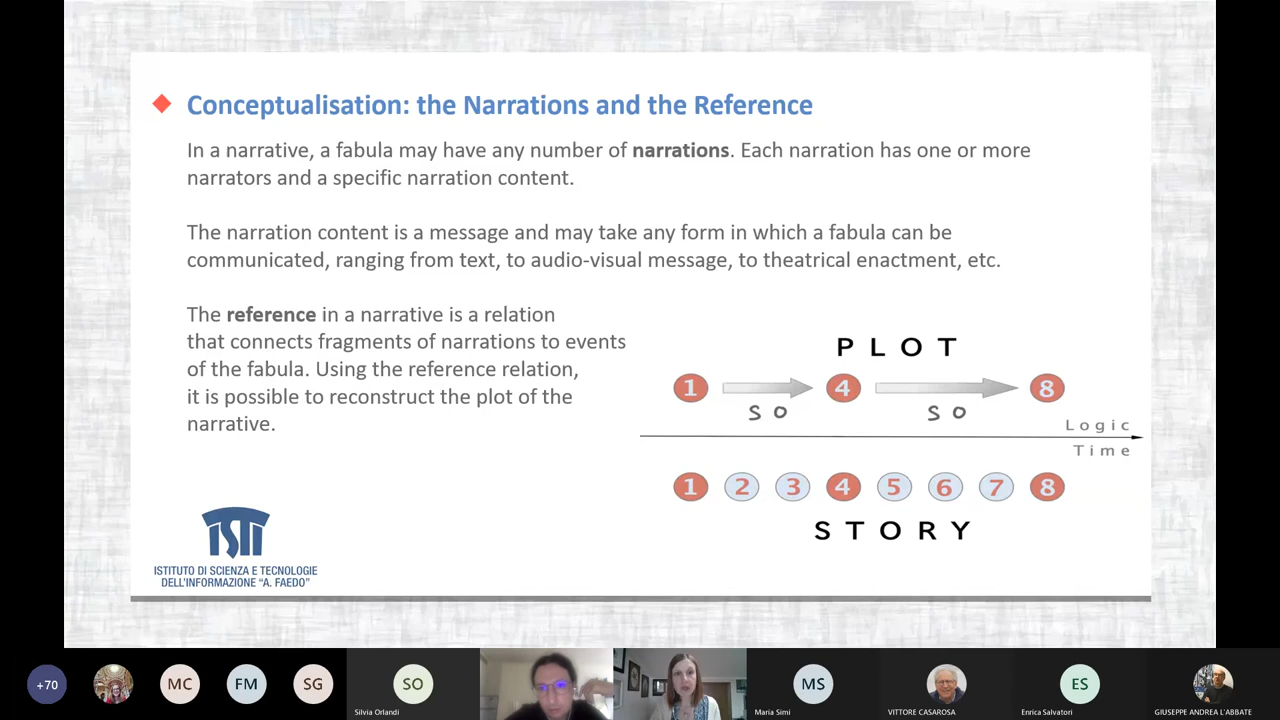 Conceptualisation: the Narrations and the Reference
In a narrative, a fabula may have any number of narrations. Each narration has one or more
narrators and a specific narration content.
The narration content is a message and may take any form in which a fabula can be
communicated, ranging from text, to audio-visual message, to theatrical enactment, etc.
The reference in a narrative is a relation
that connects fragments of narrations to events
of the fabula. Using the reference relation,
it is possible to reconstruct the plot of the
narrative.
PLOT
1 4 8
SO SO
Logic
Time
1 2 3 4 5 6 7 8
STORY
ISTI
ISTITUTO DI SCIENZA E TECNOLOGIE
DELL'INFORMAZIONE "A. FAEDO"
+70 MC FM SG SO MS ES
Silvia Orlandi Maria Simi VITTORE CASAROSA Enrica Salvatori GIUSEPPE ANDREA L'ABBATE